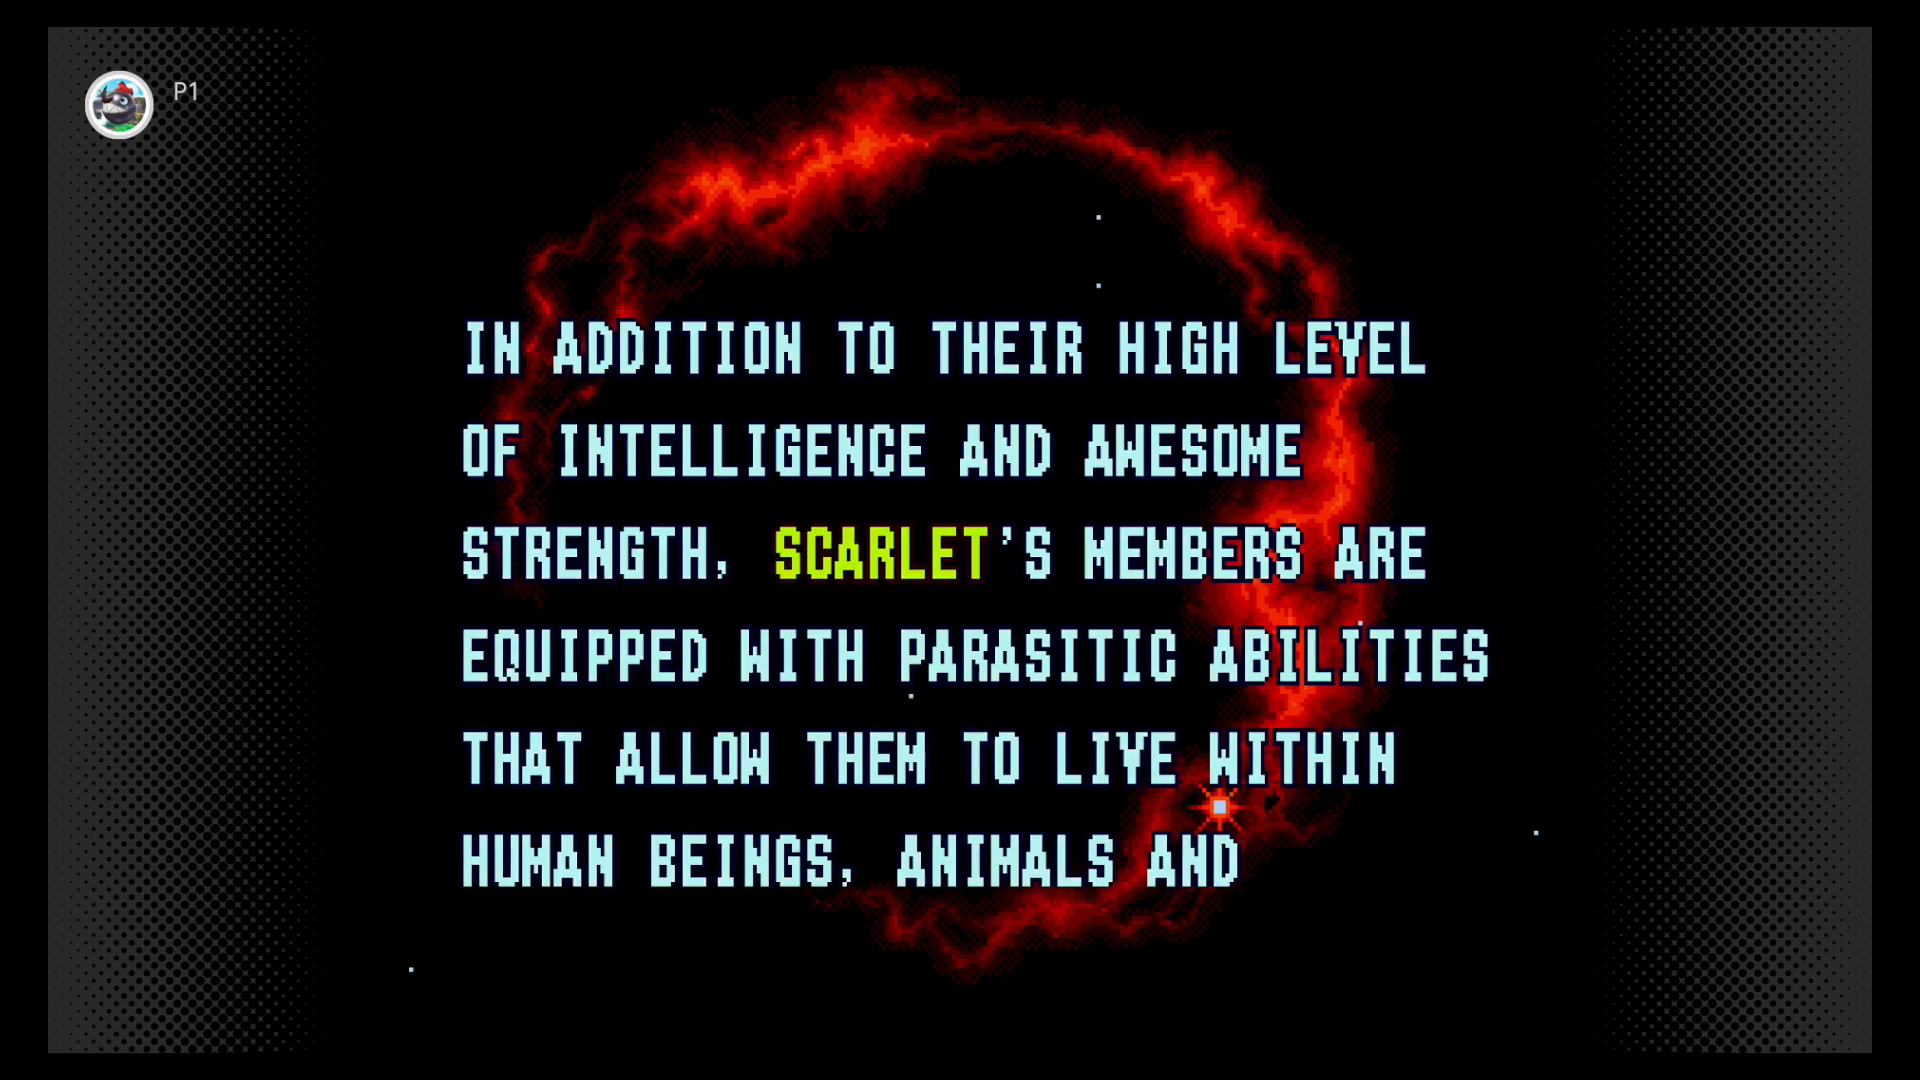 P1
IN ADDITION TO THEIR HIGH LEVEL
OF INTELLIGENCE AND AWESOME
STRENGTH, SCARLET'S MEMBERS ARE
EQUIPPED WITH PARASITIC ABILITIES
THAT ALLOW THEM TO LIVE WITHIN
HUMAN BEINGS, ANIMALS AND